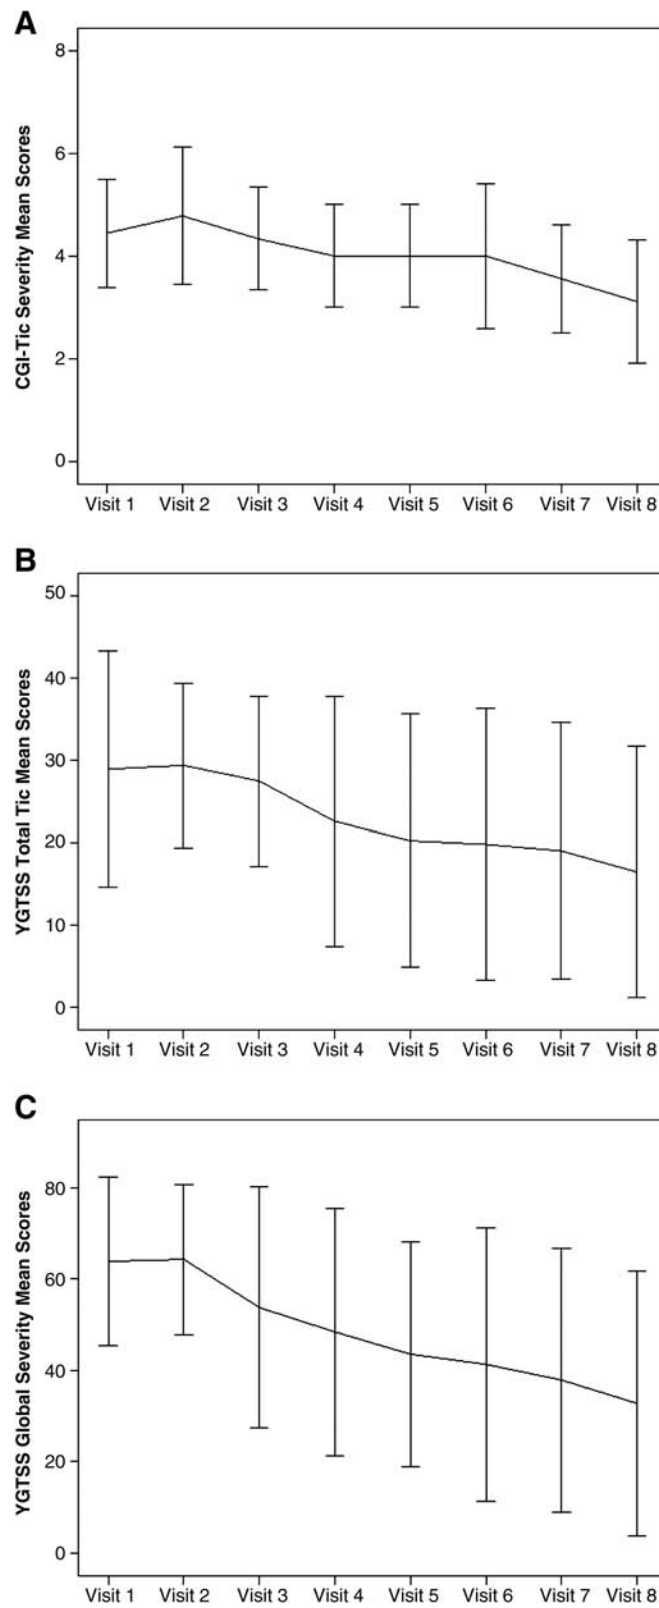 A
CGI-Tic Severity Mean Scores
8
6
4
2
0
Visit 1 Visit 2 Visit 3 Visit 4 Visit 5 Visit 6 Visit 7 Visit 8
B
YGTSS Total Tic Mean Scores
50
40
30
20
10
0
Visit 1 Visit 2 Visit 3 Visit 4 Visit 5 Visit 6 Visit 7 Visit 8
C
YGTSS Global Severity Mean Scores
80
60
40
20
0
Visit 1 Visit 2 Visit 3 Visit 4 Visit 5 Visit 6 Visit 7 Visit 8